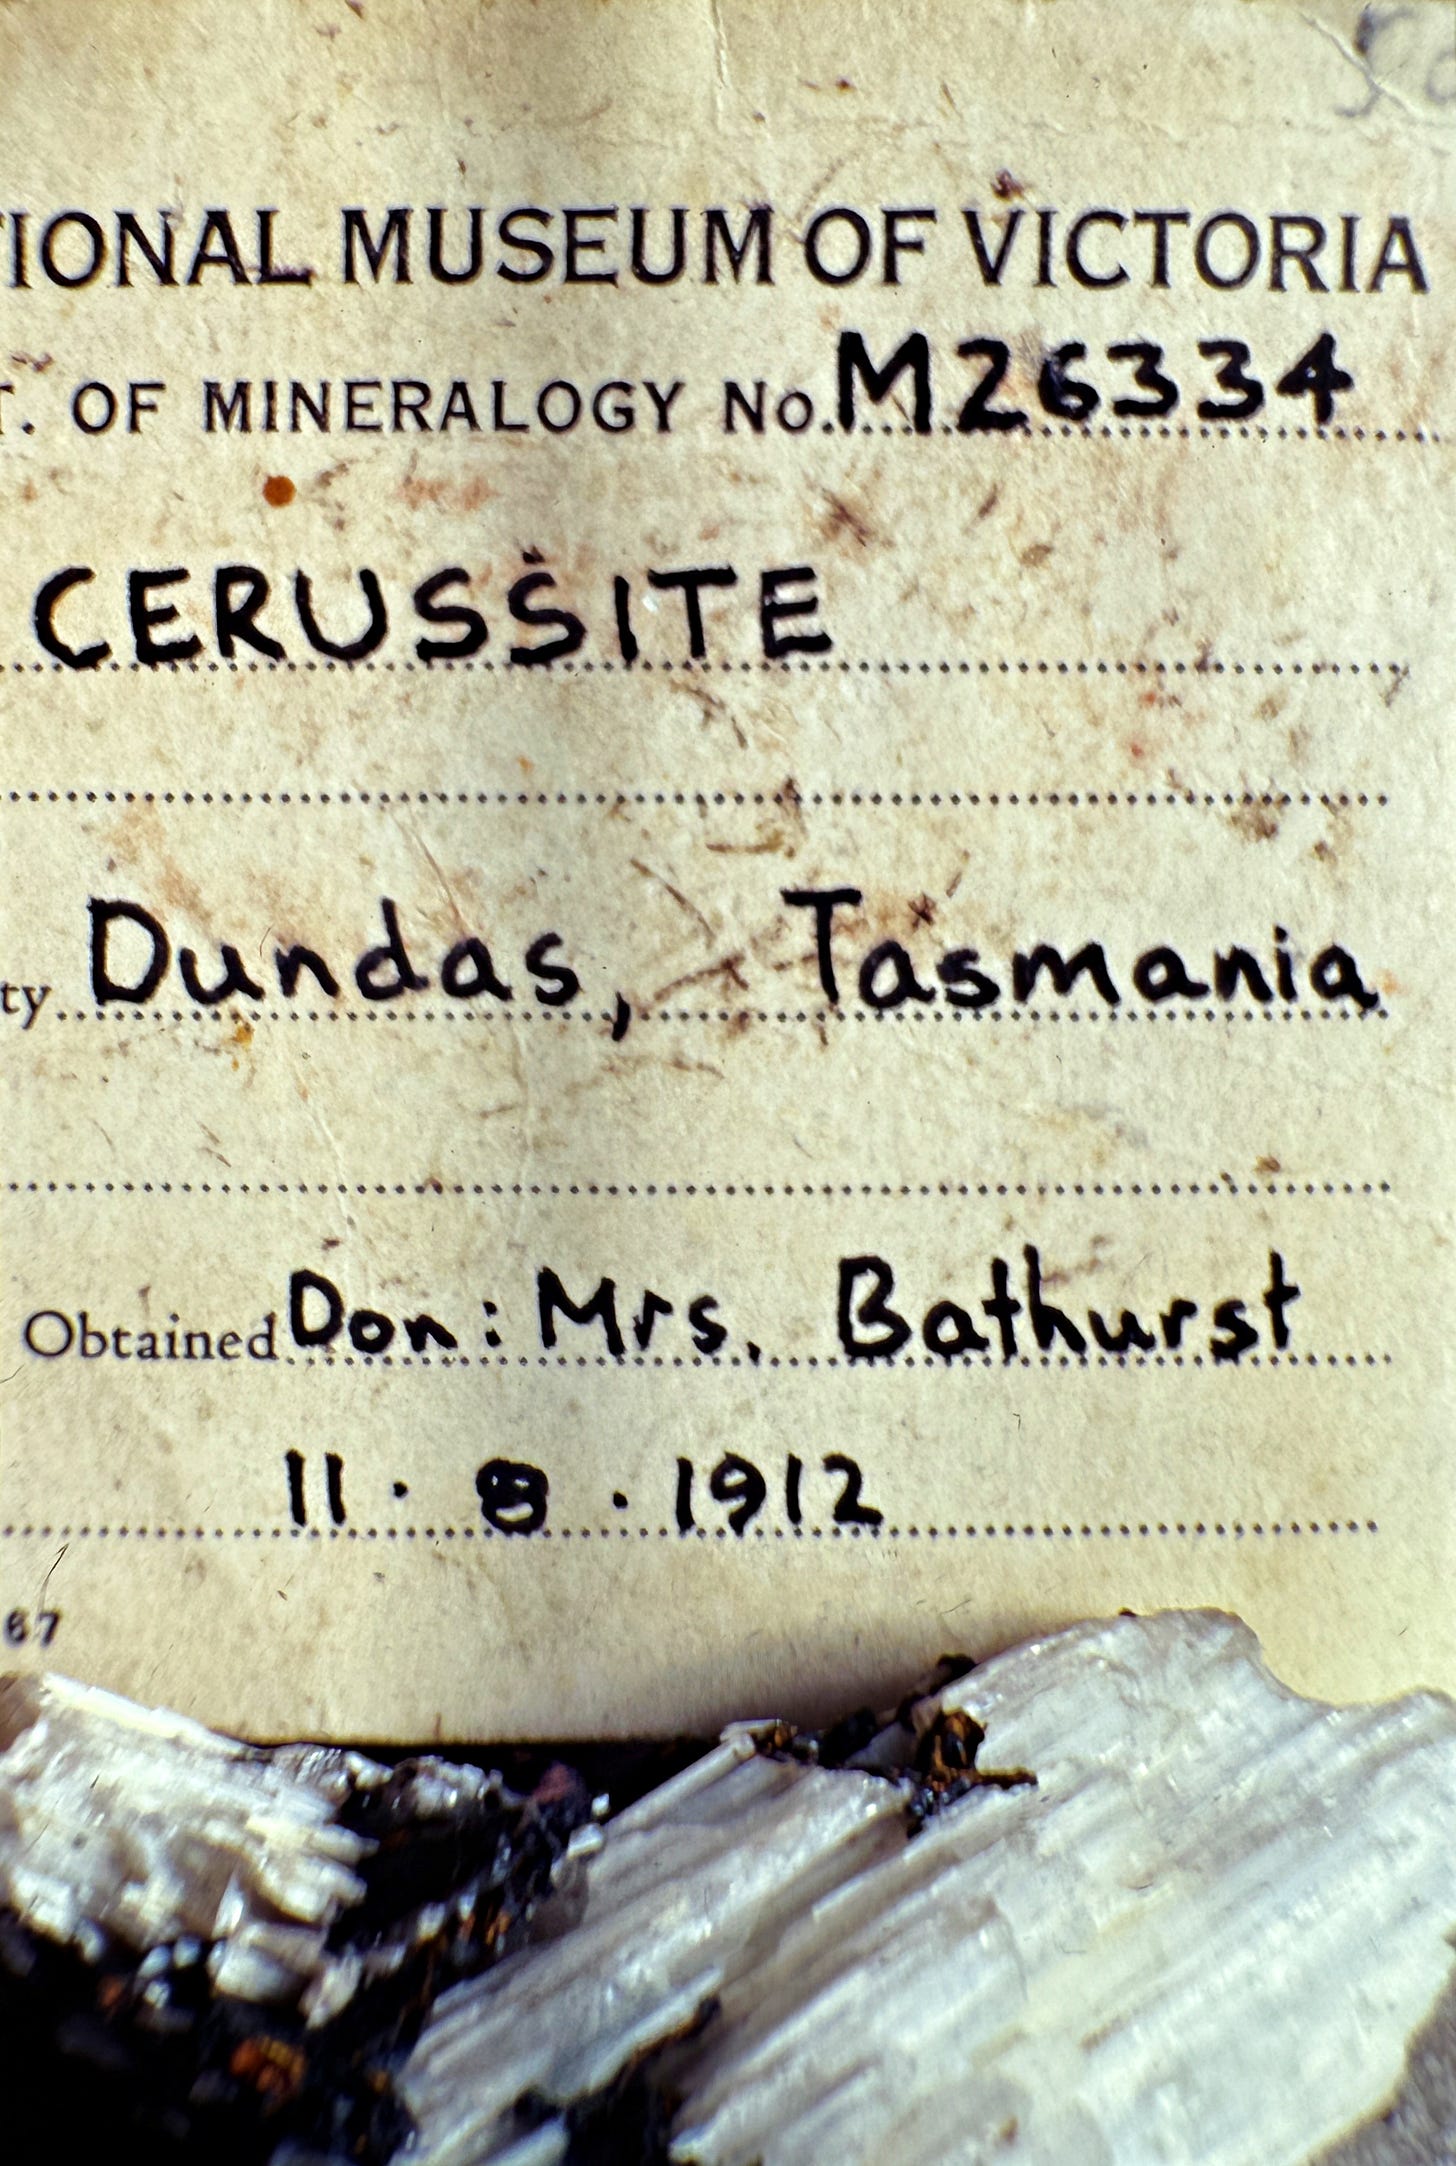 TIONAL MUSEUM OF VICTORIA
T. OF MINERALOGY No. M26334
CERUSSITE
ty Dundas, Tasmania
Obtained Don: Mrs. Bathurst
11 · 8 · 1912
67